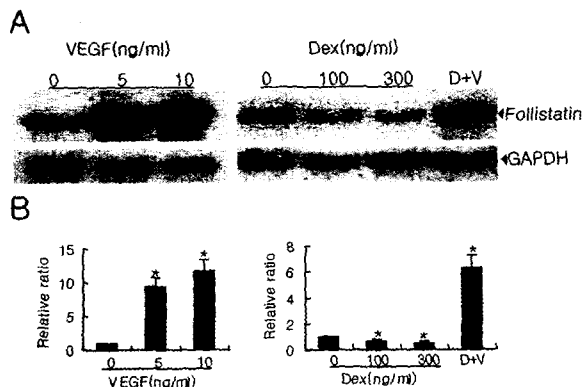 A
VEGF(ng/ml)
0 5 10
Dex(ng/ml)
0 100 300 D+V
Follistatin
GAPDH
B
Relative ratio
15
10
5
0
*
*
0 5 10
VEGF(ng/ml)
Relative ratio
8
6
4
2
0
*
*
*
0 100 300 D+V
Dex(ng/ml)